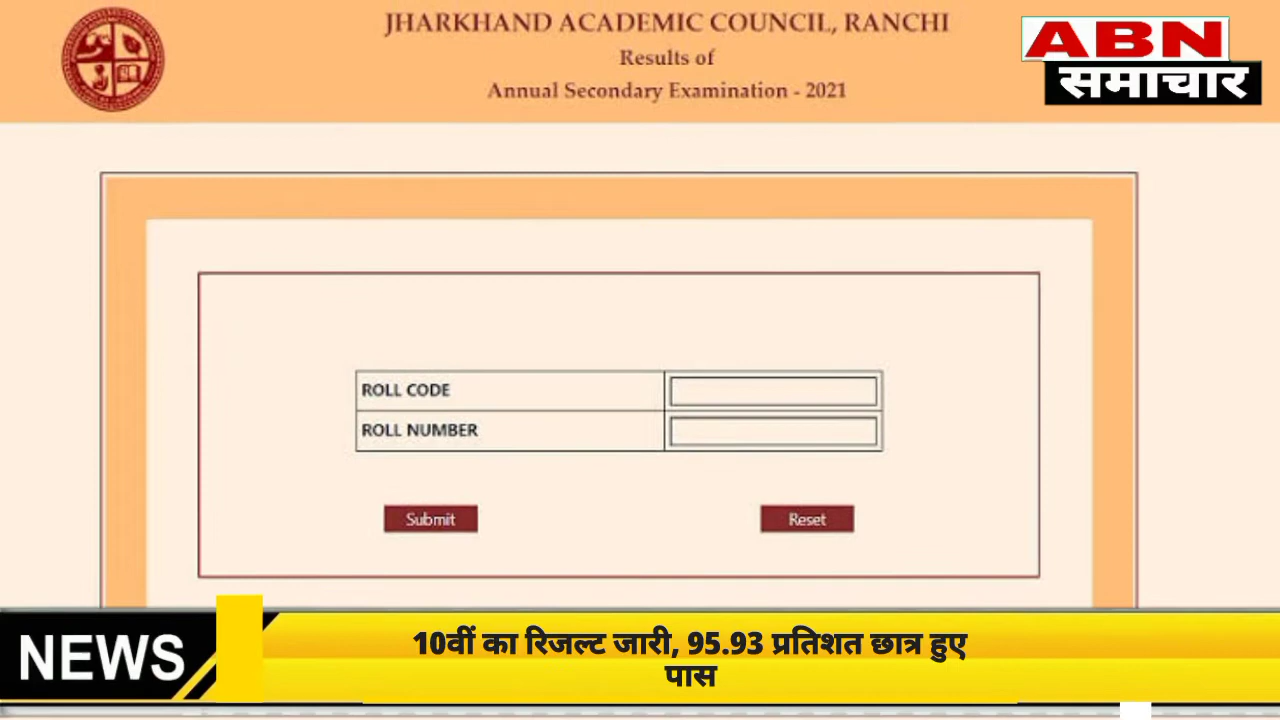 JHARKHAND ACADEMIC COUNCIL, RANCHI
Results of
Annual Secondary Examination - 2021
ABN
समाचार
ROLL CODE
ROLL NUMBER
Submit
Reset
NEWS
10वीं का रिजल्ट जारी, 95.93 प्रतिशत छात्र हुए
पास